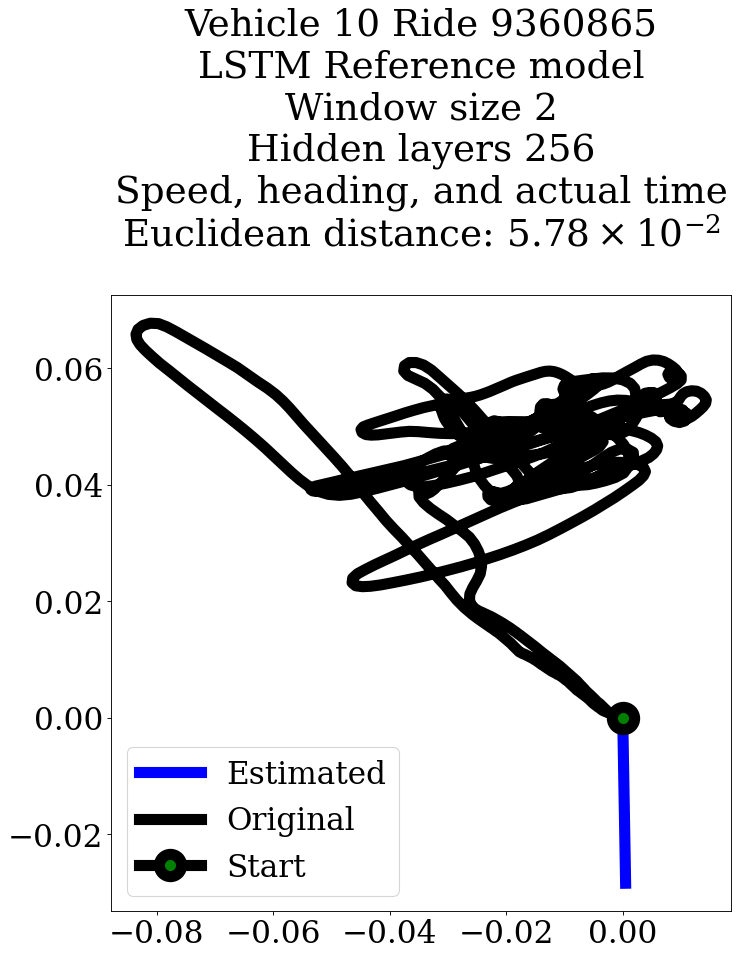 Vehicle 10 Ride 9360865
LSTM Reference model
Window size 2
Hidden layers 256
Speed, heading, and actual time
Euclidean distance: 5.78 × 10⁻²
0.06
0.04
0.02
0.00
−0.02
Estimated
Original
Start
−0.08 −0.06 −0.04 −0.02 0.00